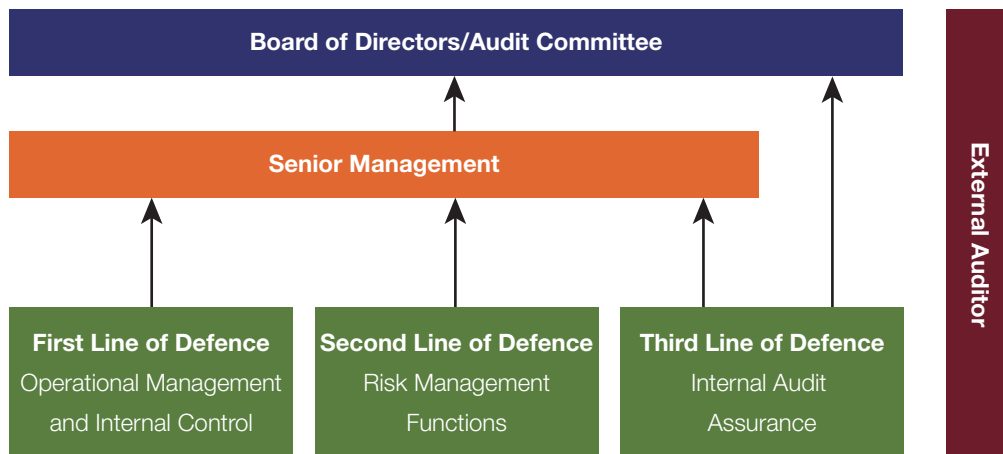 Board of Directors/Audit Committee
Senior Management
First Line of Defence
Operational Management
and Internal Control
Second Line of Defence
Risk Management
Functions
Third Line of Defence
Internal Audit
Assurance
External Auditor